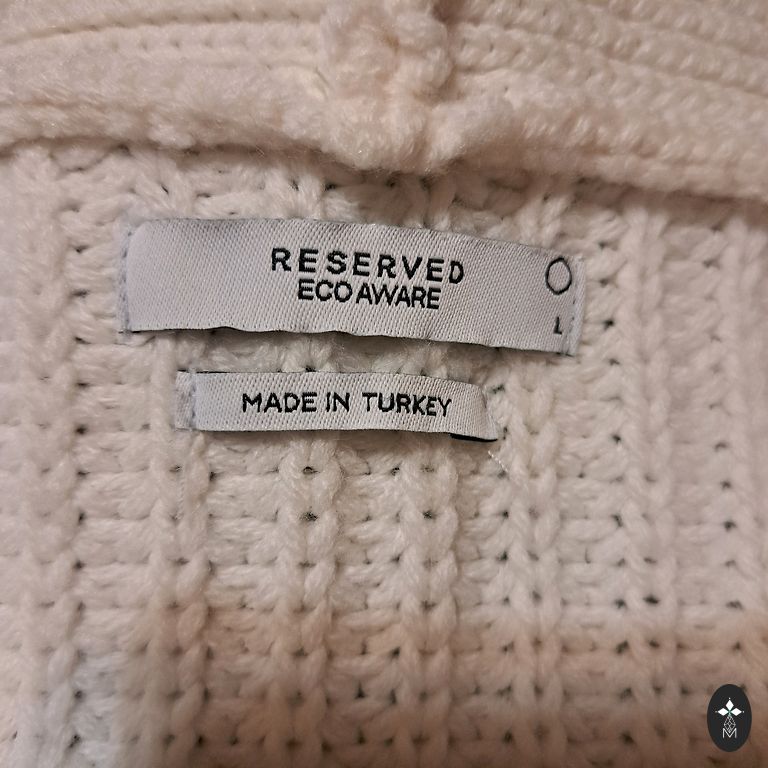 RESERVED
ECO AWARE
L
MADE IN TURKEY
M